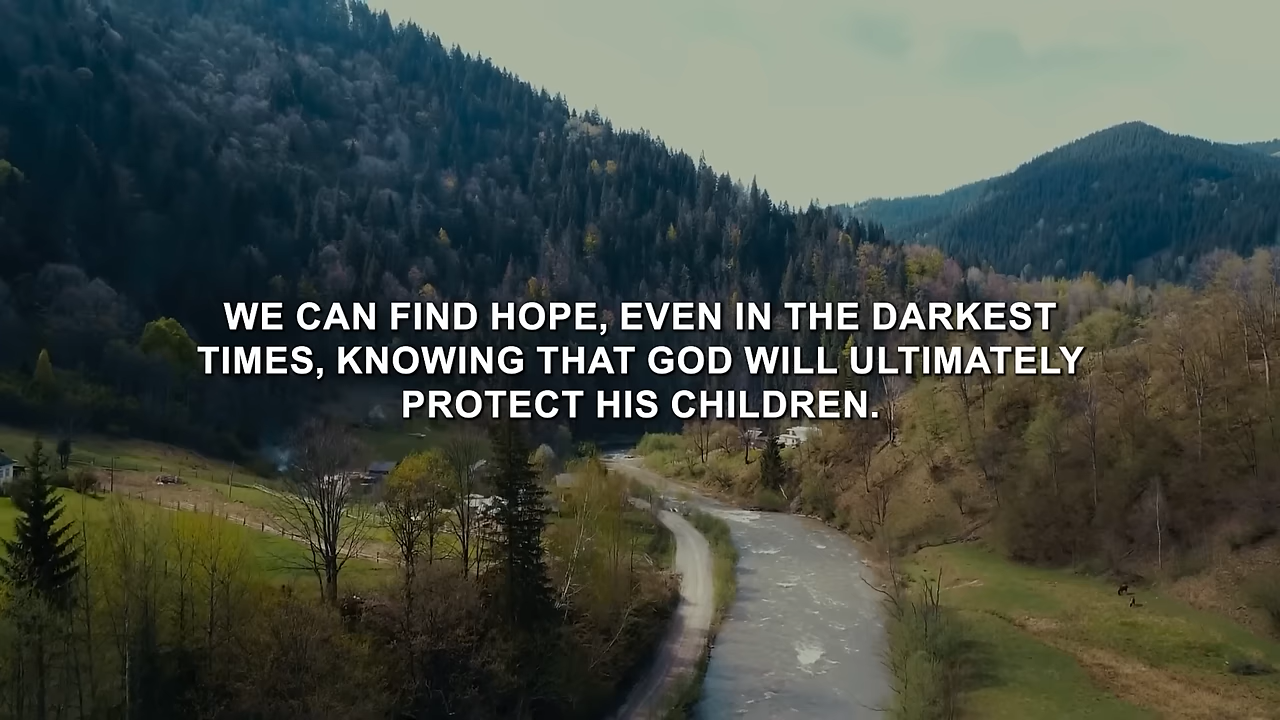 WE CAN FIND HOPE, EVEN IN THE DARKEST
TIMES, KNOWING THAT GOD WILL ULTIMATELY
PROTECT HIS CHILDREN.